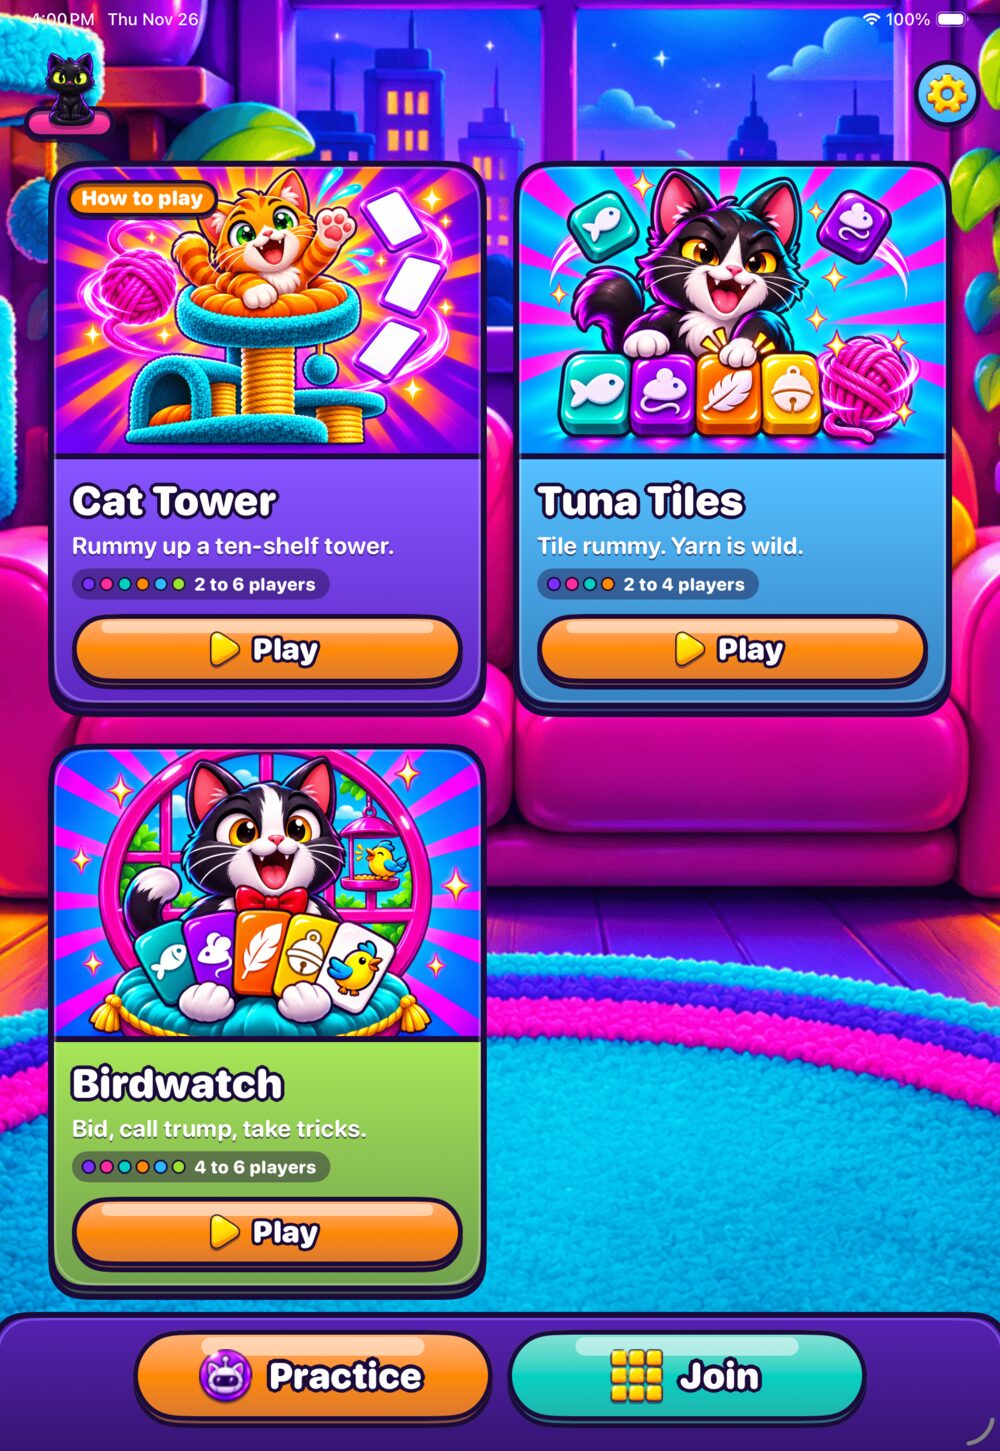 4:00 PM Thu Nov 26
100%
How to play
Cat Tower
Rummy up a ten-shelf tower.
2 to 6 players
Play
Tuna Tiles
Tile rummy. Yarn is wild.
2 to 4 players
Play
Birdwatch
Bid, call trump, take tricks.
4 to 6 players
Play
Practice
Join